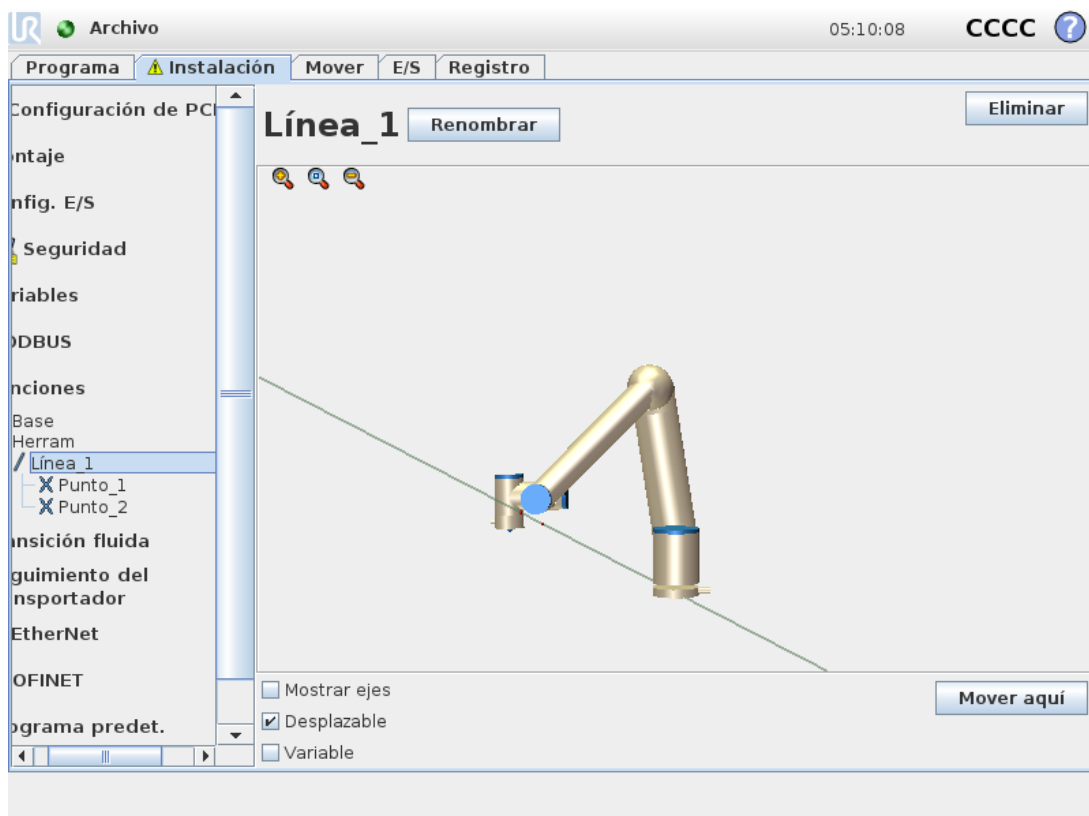 UR Archivo 05:10:08 CCCC ?
Programa Instalación Mover E/S Registro
Configuración de PC
ntaje
nfig. E/S
Seguridad
riables
DBUS
nciones
Base
Herram
Línea_1
Punto_1
Punto_2
nsición fluida
guimiento del
nsportador
EtherNet
OFINET
ograma predet.
Línea_1 Renombrar Eliminar
Mostrar ejes
Desplazable
Variable
Mover aquí